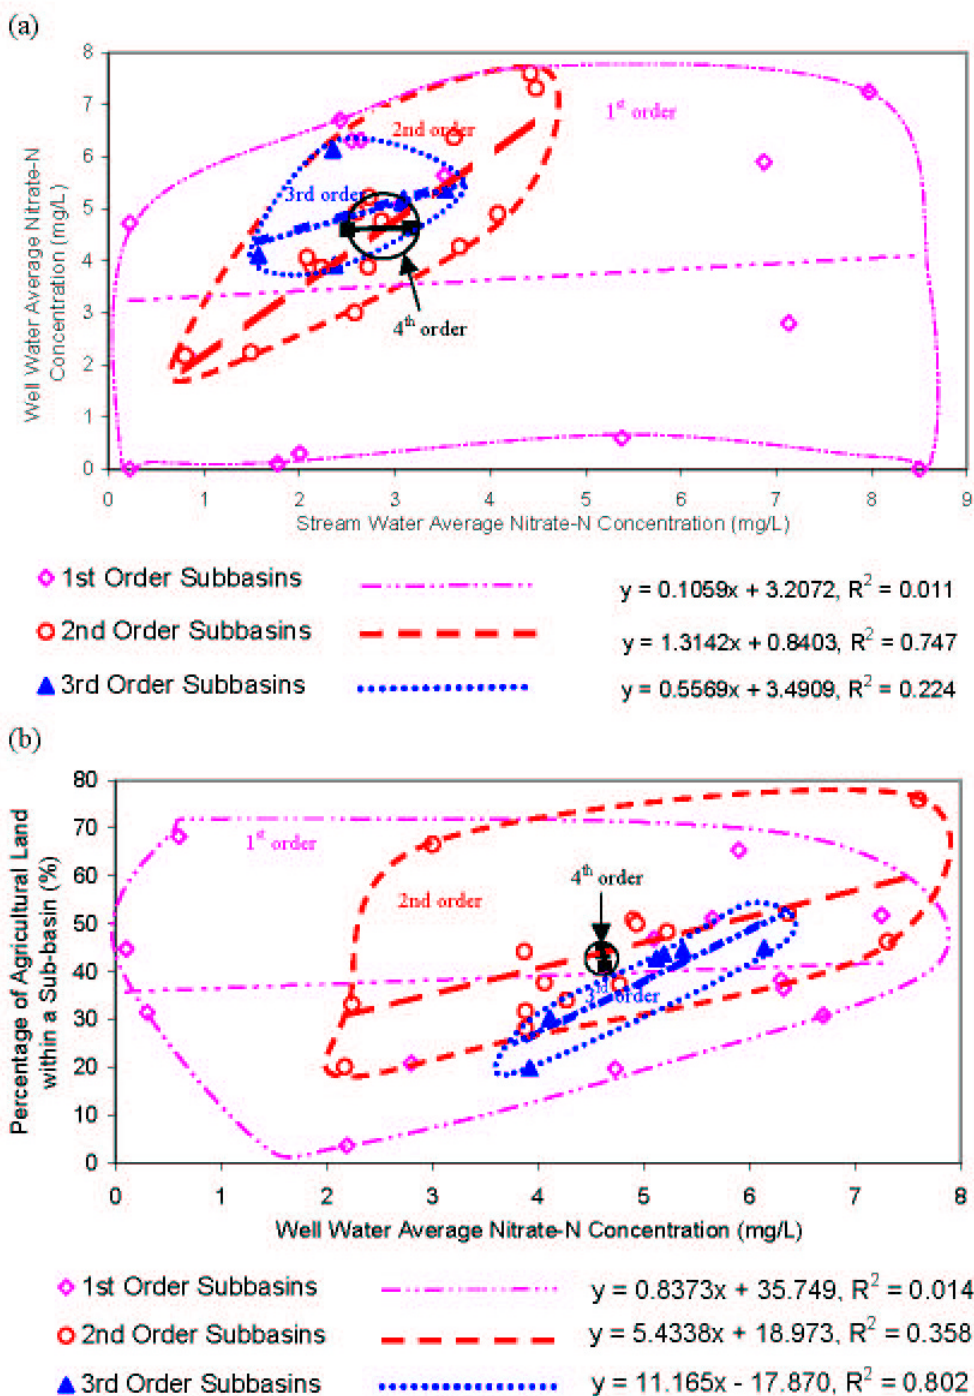 (a)
8
7
6
5
4
3
2
1
0
Well Water Average Nitrate-N
Concentration (mg/L)
1st order
2nd order
3rd order
4th order
0 1 2 3 4 5 6 7 8 9
Stream Water Average Nitrate-N Concentration (mg/L)
1st Order Subbasins y = 0.1059x + 3.2072, R2 = 0.011
2nd Order Subbasins y = 1.3142x + 0.8403, R2 = 0.747
3rd Order Subbasins y = 0.5569x + 3.4909, R2 = 0.224
(b)
80
70
60
50
40
30
20
10
0
Percentage of Agricultural Land
within a Sub-basin (%)
1st order
4th order
2nd order
3rd order
0 1 2 3 4 5 6 7 8
Well Water Average Nitrate-N Concentration (mg/L)
1st Order Subbasins y = 0.8373x + 35.749, R2 = 0.014
2nd Order Subbasins y = 5.4338x + 18.973, R2 = 0.358
3rd Order Subbasins y = 11.165x - 17.870, R2 = 0.802